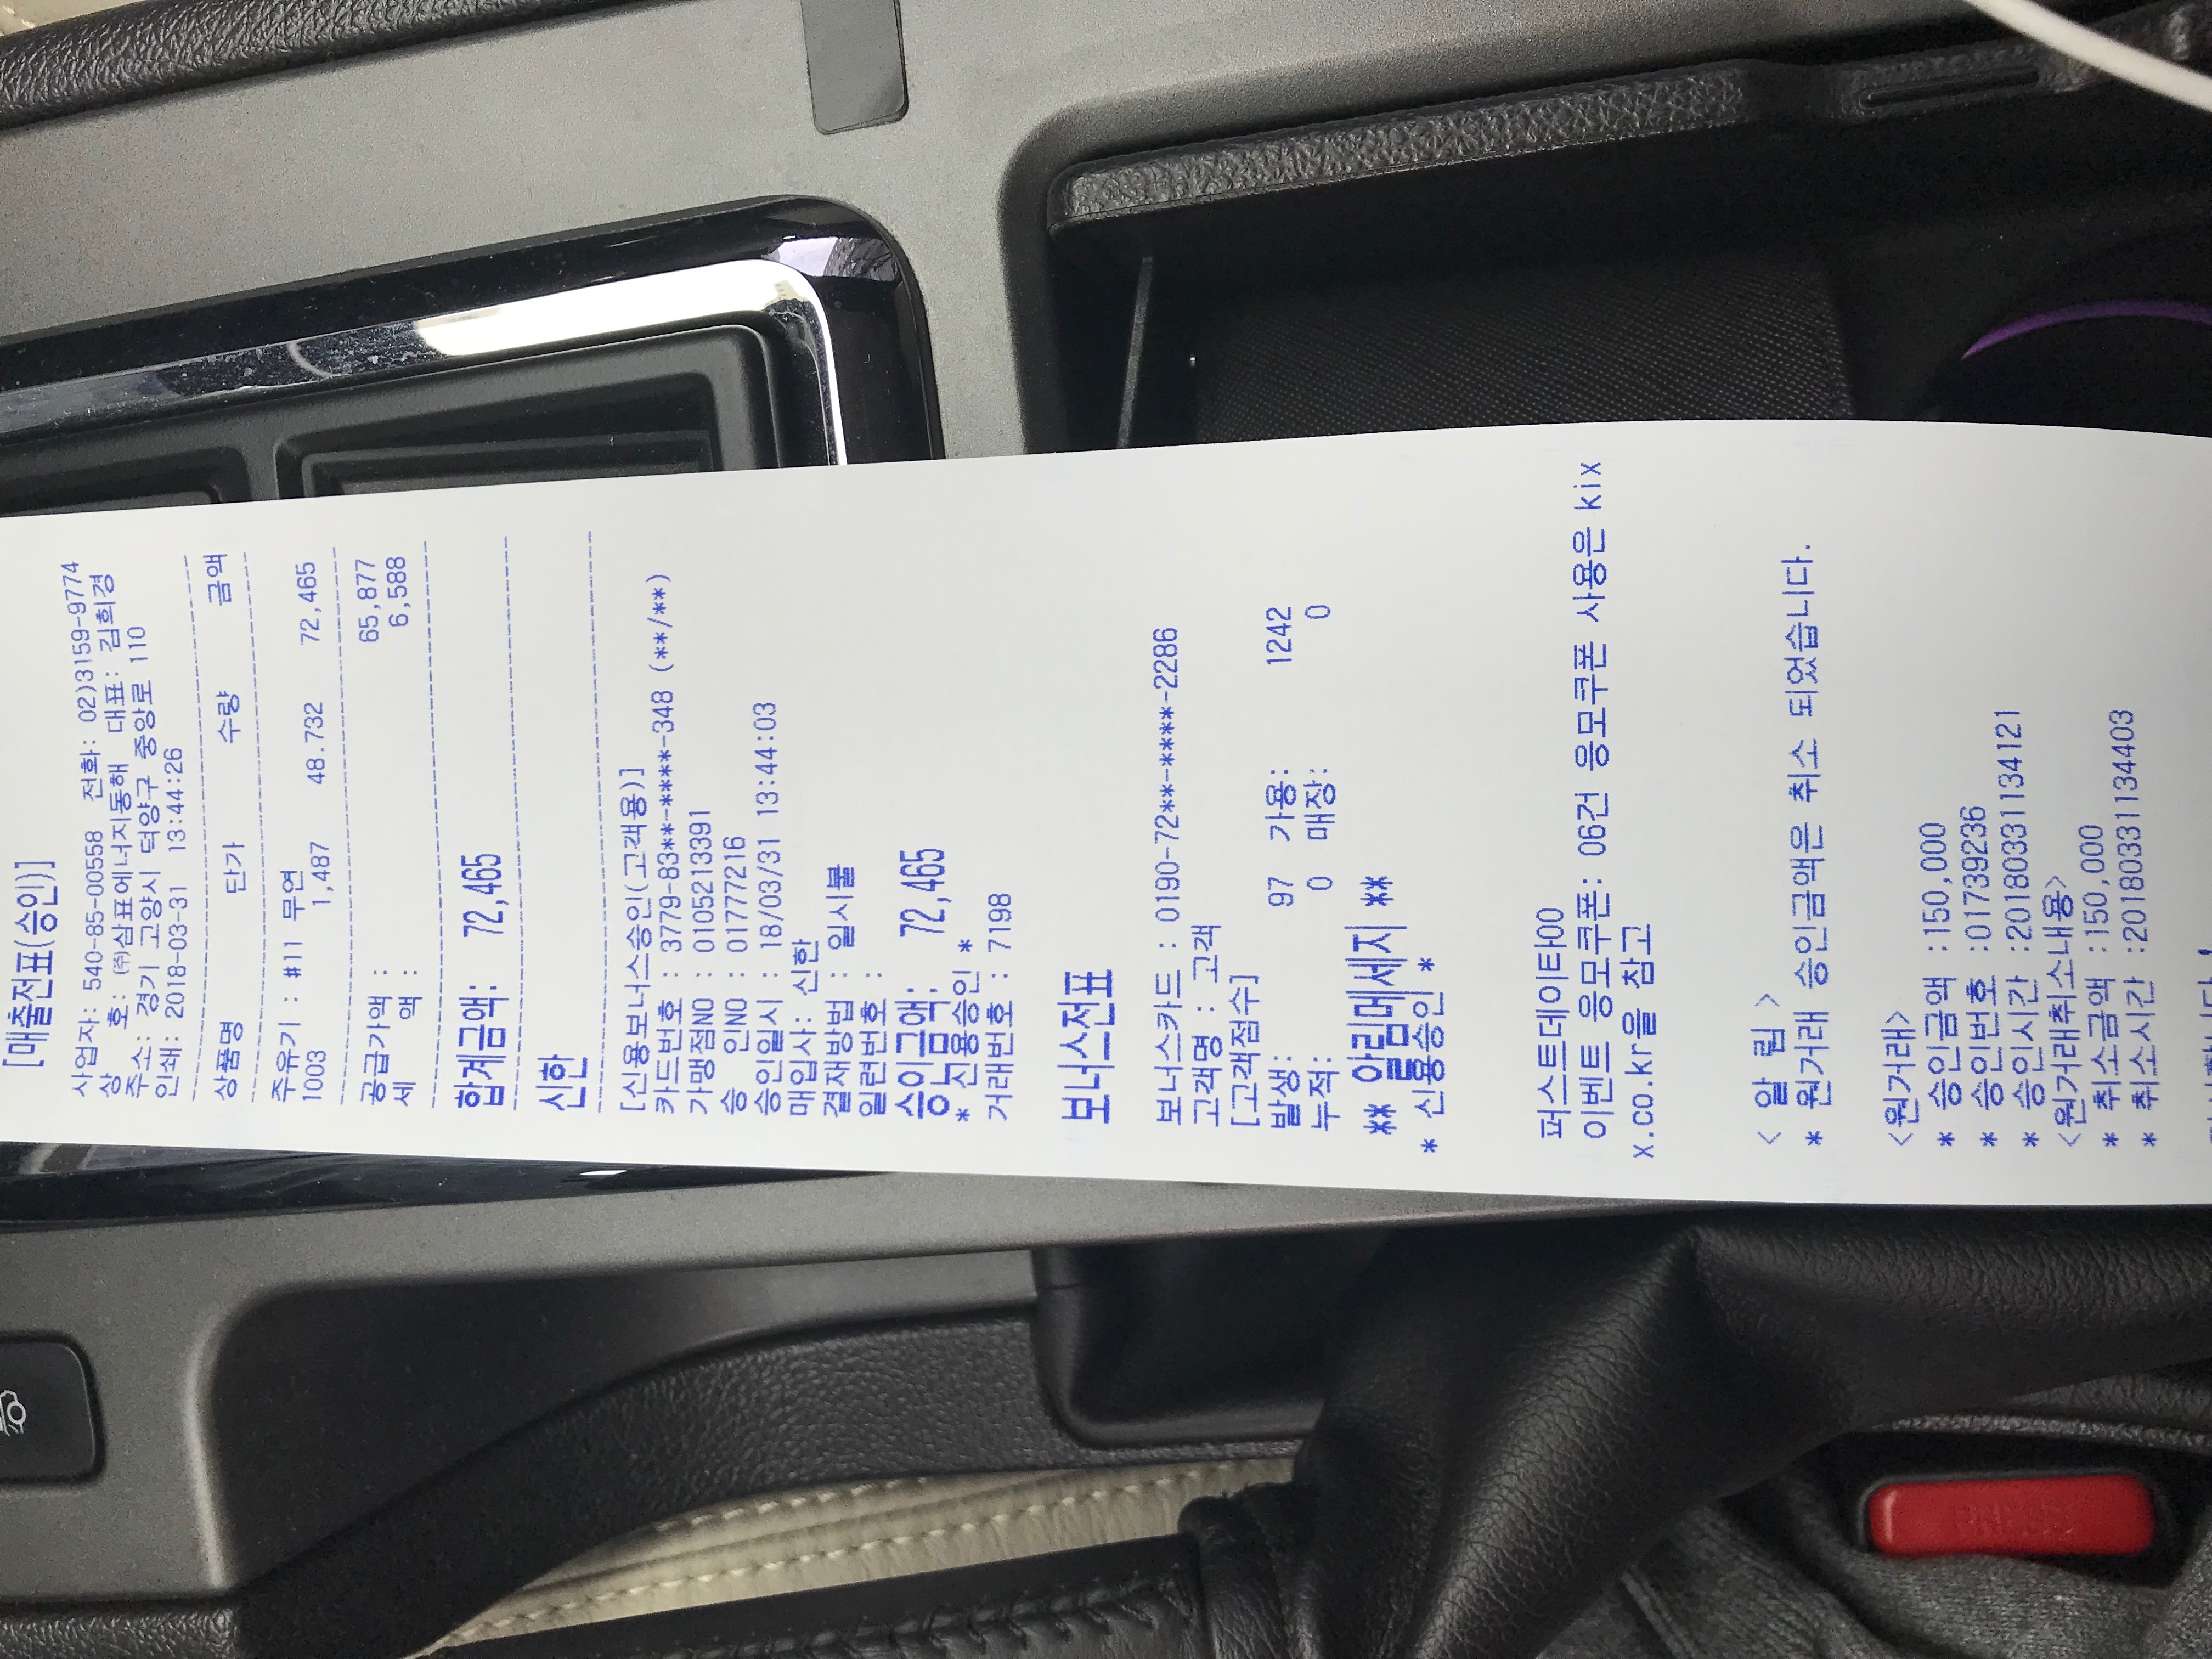 [매출전표(승인)]
사업자: 540-85-00558 전화: 02)3159-9774
상 호: ㈜삼표에너지동해 대표: 김희경
주소: 경기 고양시 덕양구 중앙로 110
인쇄: 2018-03-31 13:44:26
상품명 단가 수량 금액
주유기 : #11 무연
1003 1,487 48.732 72,465
공급가액 : 65,877
세 액 : 6,588
합계금액: 72,465
신한
[신용보너스승인(고객용)]
카드번호 : 3779-83**-****-348 (**/**)
가맹점NO : 0105213391
승 인NO : 01777216
승인일시 : 18/03/31 13:44:03
매입사: 신한
결재방법 : 일시불
일련번호 :
승인금액: 72,465
* 신용승인 *
거래번호 : 7198
보너스전표
보너스카드 : 0190-72**-****-2286
고객명 : 고객
[고객점수]
발생: 97 가용: 1242
누적: 0 매장: 0
** 알림메세지 **
* 신용승인 *
퍼스트데이타00
이벤트 응모쿠폰: 06건 응모쿠폰 사용은 kix
x.co.kr을 참고
< 알 림 >
* 원거래 승인금액은 취소 되었습니다.
<원거래>
* 승인금액 :150,000
* 승인번호 :01739236
* 승인시간 :20180331134121
<원거래취소내용>
* 취소금액 :150,000
* 취소시간 :20180331134403